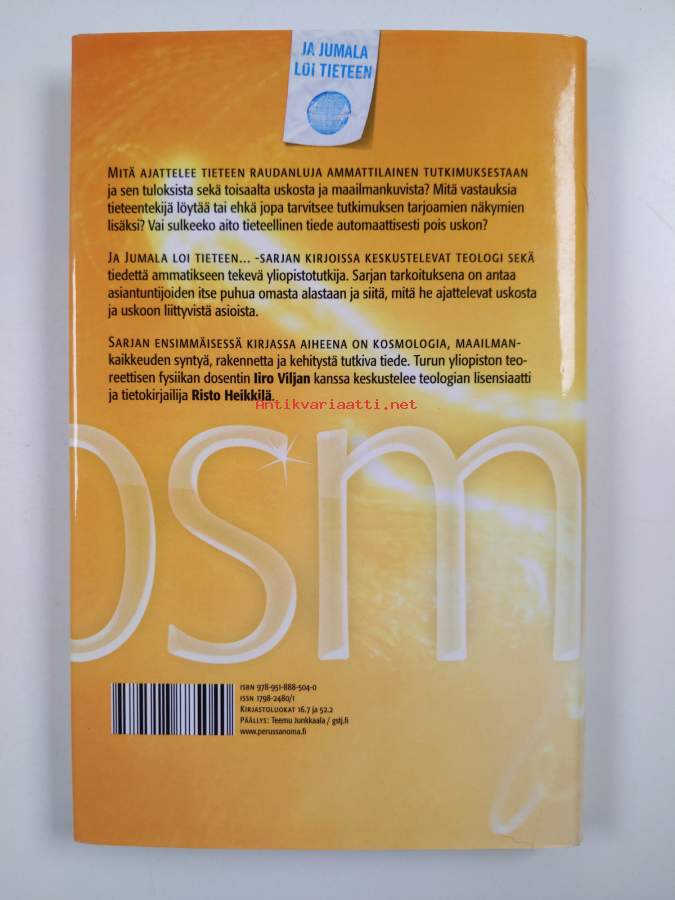 JA JUMALA
LOI TIETEEN
MITÄ AJATTELEE TIETEEN RAUDANLUJA AMMATTILAINEN TUTKIMUKSESTAAN
ja sen tuloksista sekä toisaalta uskosta ja maailmankuvista? Mitä vastauksia
tieteentekijä löytää tai ehkä jopa tarvitsee tutkimuksen tarjoamien näkymien
lisäksi? Vai sulkeeko aito tieteellinen tiede automaattisesti pois uskon?
JA JUMALA LOI TIETEEN... -SARJAN KIRJOISSA KESKUSTELEVAT TEOLOGI SEKÄ
tiedettä ammatikseen tekevä yliopistotutkija. Sarjan tarkoituksena on antaa
asiantuntijoiden itse puhua omasta alastaan ja siitä, mitä he ajattelevat uskosta
ja uskoon liittyvistä asioista.
SARJAN ENSIMMÄISESSÄ KIRJASSA AIHEENA ON KOSMOLOGIA, MAAILMAN-
kaikkeuden syntyä, rakennetta ja kehitystä tutkiva tiede. Turun yliopiston teo-
reettisen fysiikan dosentin Iiro Viljan kanssa keskustelee teologian lisensiaatti
ja tietokirjailija Risto Heikkilä.
Antikvariaatti.net
osm
ISBN 978-951-888-504-0
ISSN 1798-2480/1
KIRJASTOLUOKAT 16.7 ja 52.2
PÄÄLLYS: Teemu Junkkaala / gstj.fi
www.perussanoma.fi